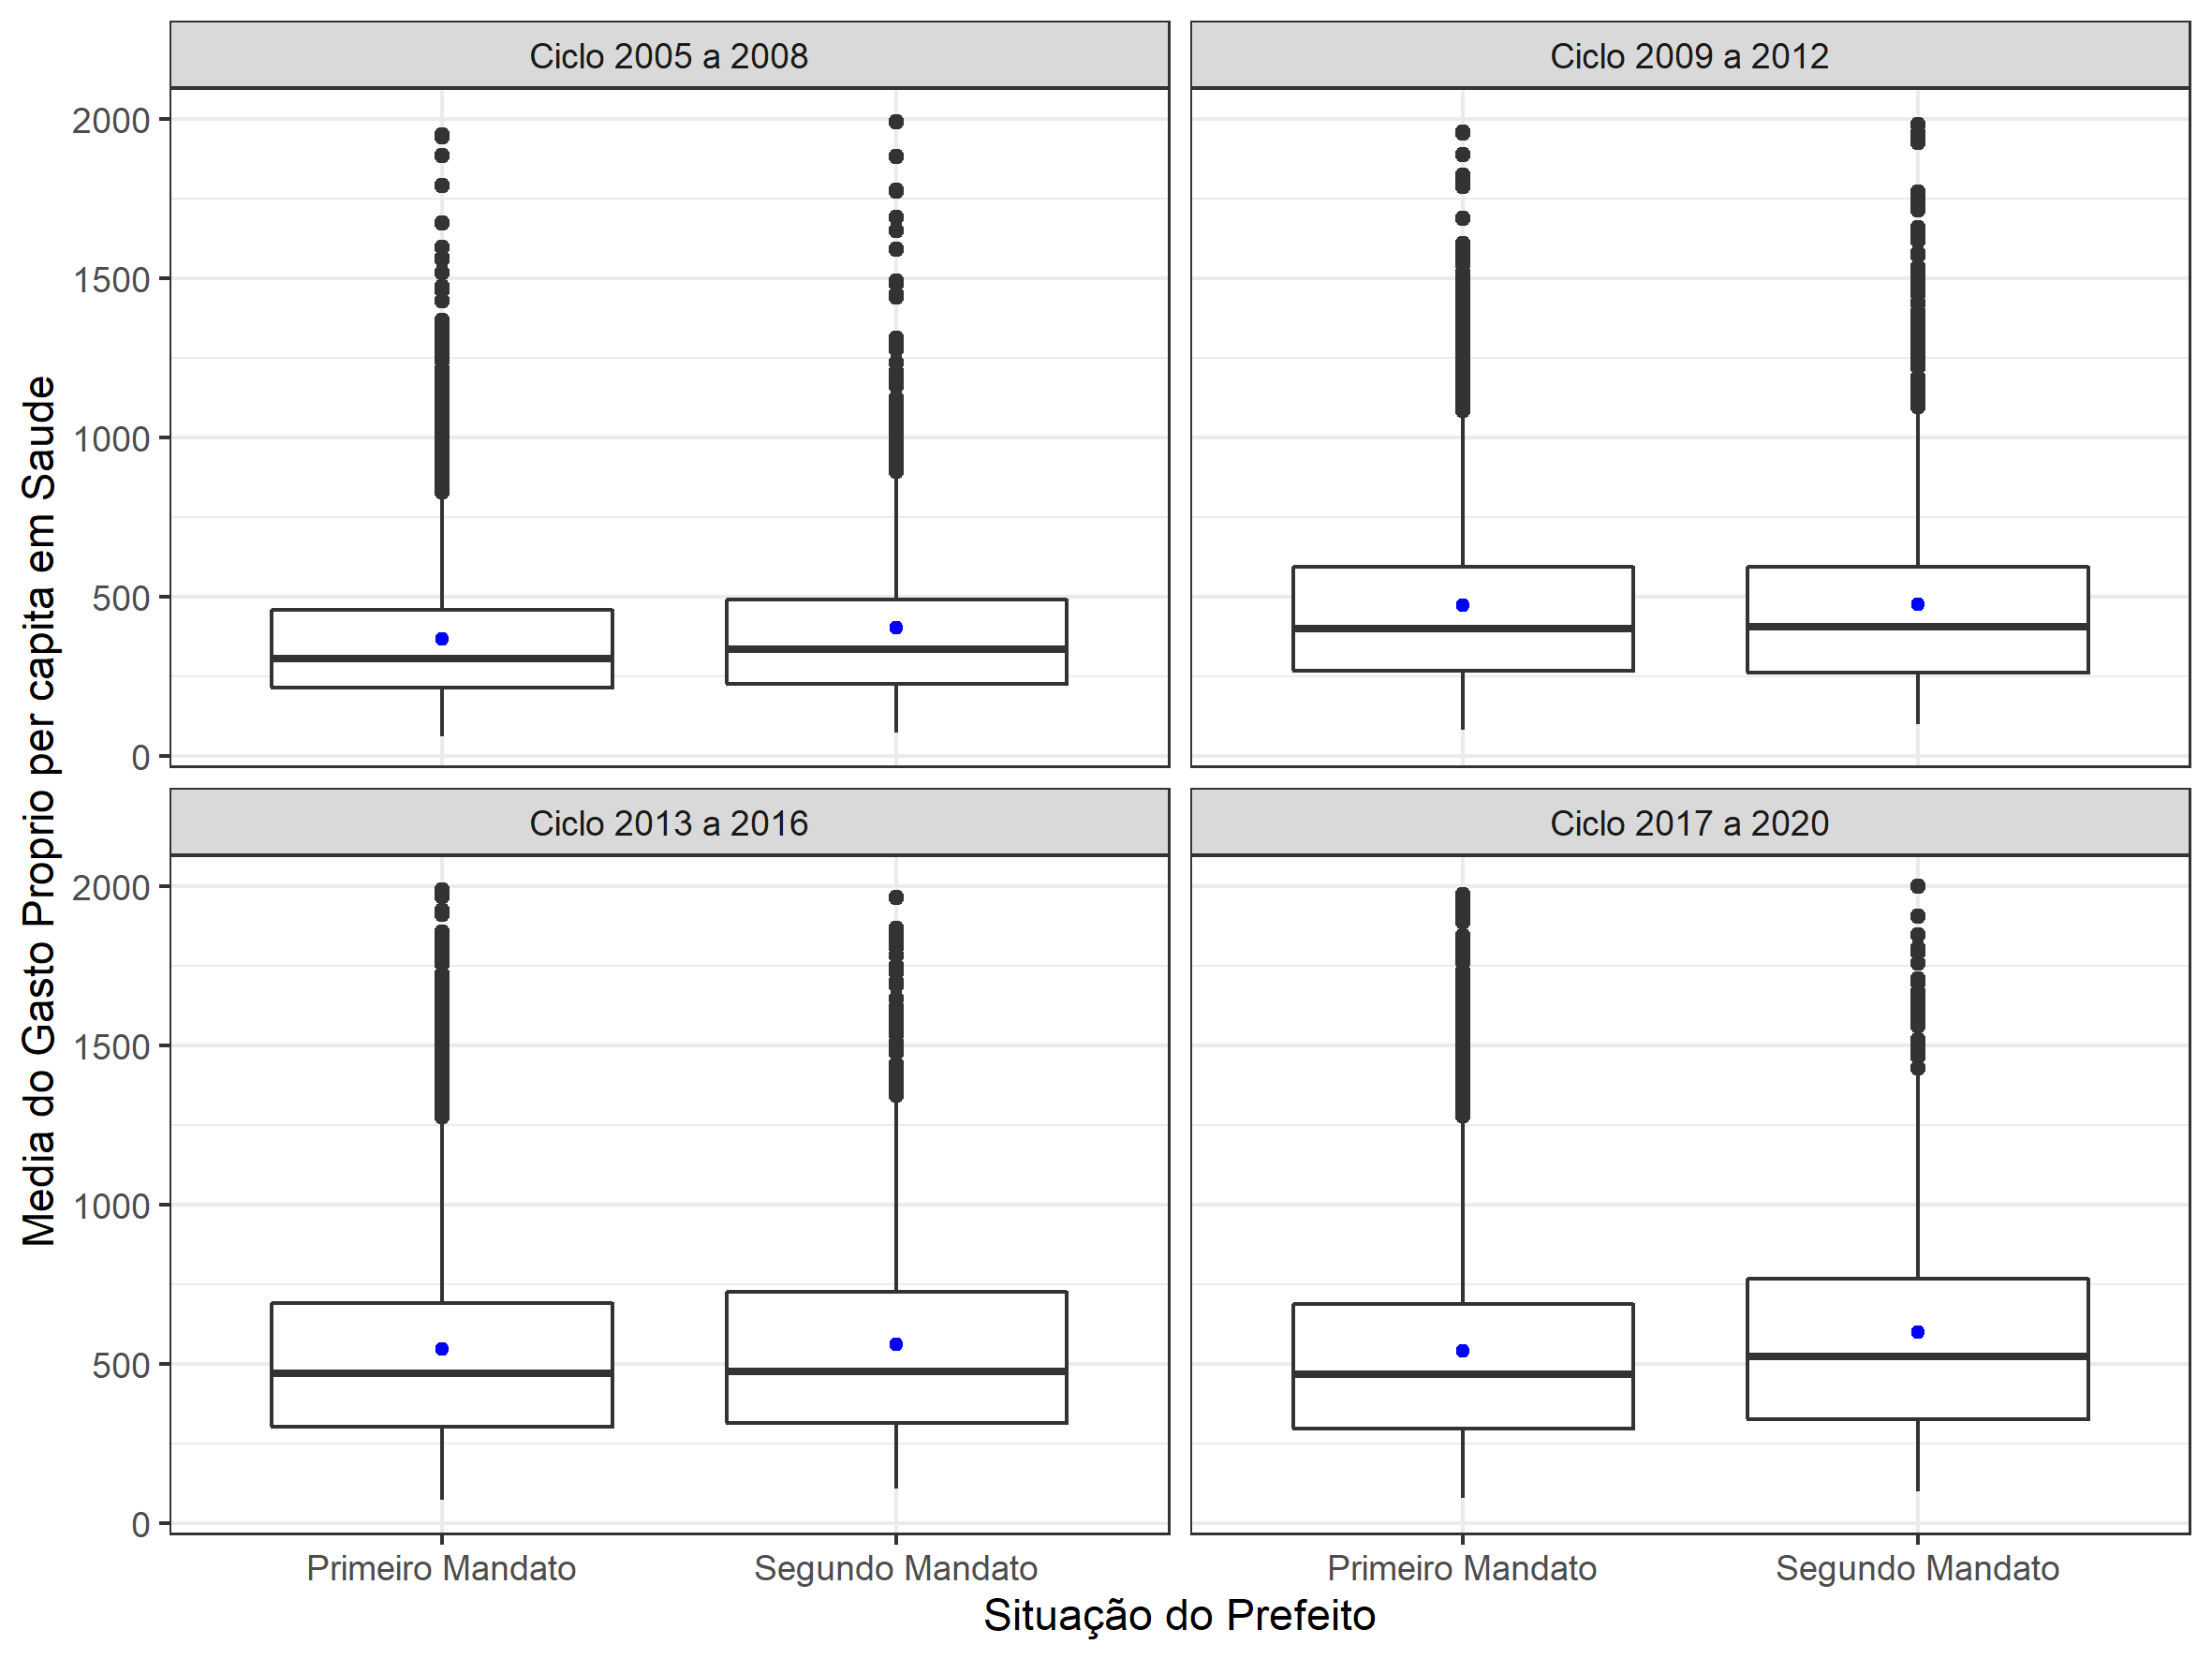 Ciclo 2005 a 2008
Ciclo 2009 a 2012
2000
1500
1000
500
0
Ciclo 2013 a 2016
Ciclo 2017 a 2020
2000
1500
1000
500
0
Media do Gasto Proprio per capita em Saude
Primeiro Mandato
Segundo Mandato
Primeiro Mandato
Segundo Mandato
Situação do Prefeito